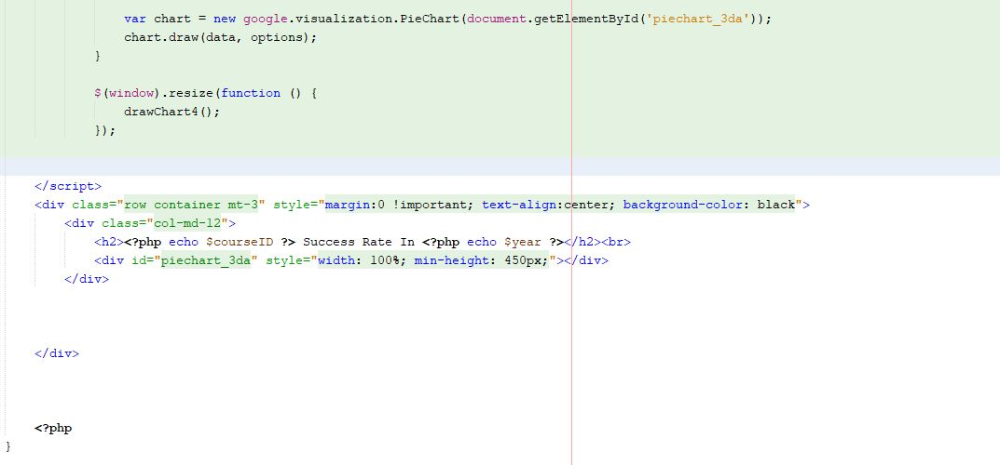 var chart = new google.visualization.PieChart(document.getElementById('piechart_3da'));
chart.draw(data, options);
}
$(window).resize(function () {
drawChart4();
});
</script>
<div class="row container mt-3" style="margin:0 !important; text-align:center; background-color: black">
<div class="col-md-12">
<h2><?php echo $courseID ?> Success Rate In <?php echo $year ?></h2><br>
<div id="piechart_3da" style="width: 100%; min-height: 450px;"></div>
</div>
</div>
<?php
}